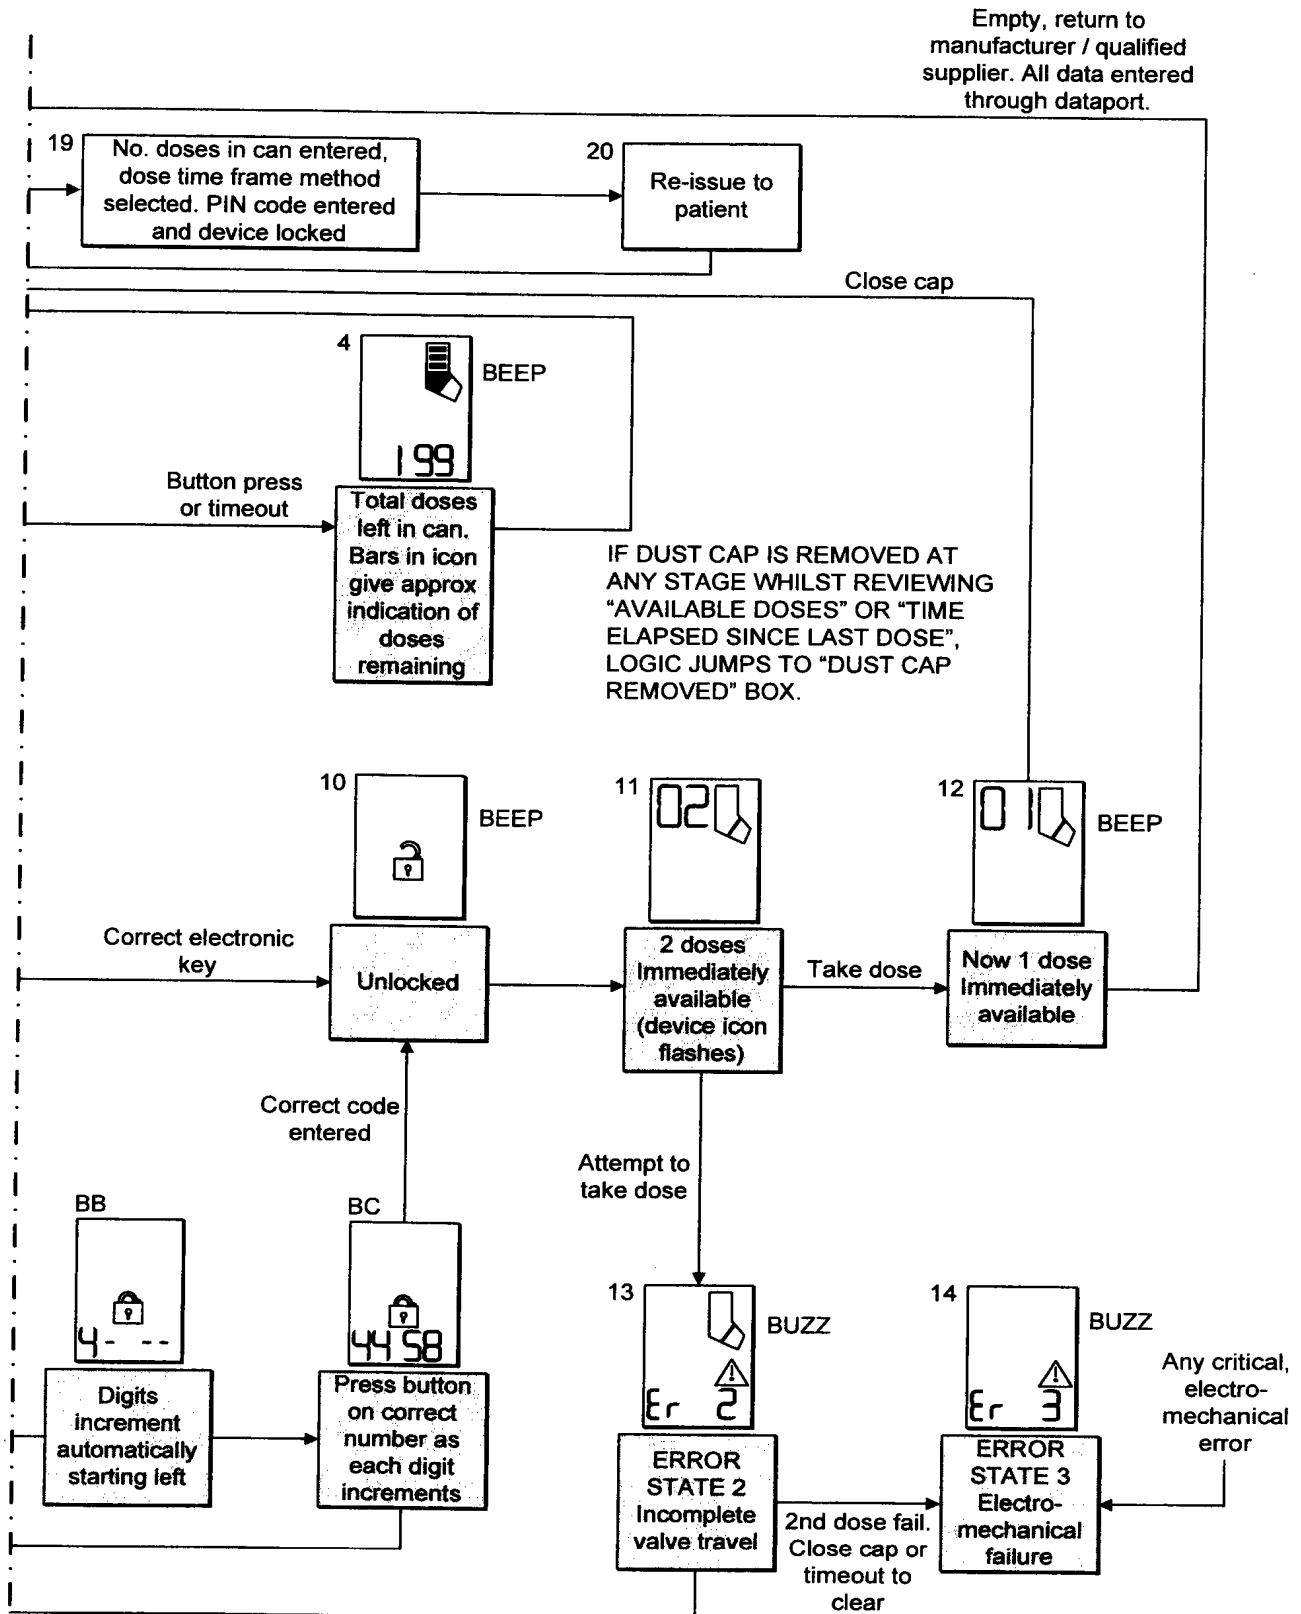 Empty, return to
manufacturer / qualified
supplier. All data entered
through dataport.
19
No. doses in can entered,
dose time frame method
selected. PIN code entered
and device locked
20
Re-issue to
patient
Close cap
4
BEEP
199
Button press
or timeout
Total doses
left in can.
Bars in icon
give approx
indication of
doses
remaining
IF DUST CAP IS REMOVED AT
ANY STAGE WHILST REVIEWING
“AVAILABLE DOSES” OR “TIME
ELAPSED SINCE LAST DOSE”,
LOGIC JUMPS TO “DUST CAP
REMOVED” BOX.
10
BEEP
11
02
12
01
BEEP
Correct electronic
key
Unlocked
2 doses
Immediately
available
(device icon
flashes)
Take dose
Now 1 dose
Immediately
available
Correct code
entered
Attempt to
take dose
BB
4- --
BC
4458
13
BUZZ
Er 2
14
BUZZ
Er 3
Any critical,
electro-
mechanical
error
Digits
increment
automatically
starting left
Press button
on correct
number as
each digit
increments
ERROR
STATE 2
Incomplete
valve travel
2nd dose fail.
Close cap or
timeout to
clear
ERROR
STATE 3
Electro-
mechanical
failure